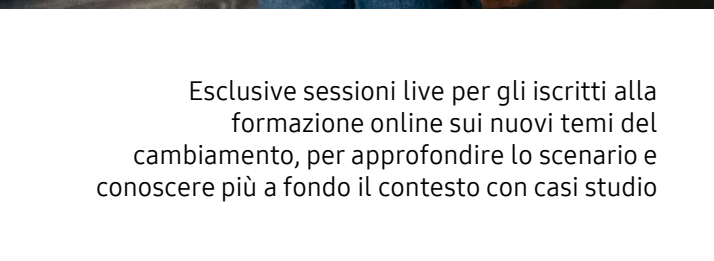 Esclusive sessioni live per gli iscritti alla
formazione online sui nuovi temi del
cambiamento, per approfondire lo scenario e
conoscere più a fondo il contesto con casi studio